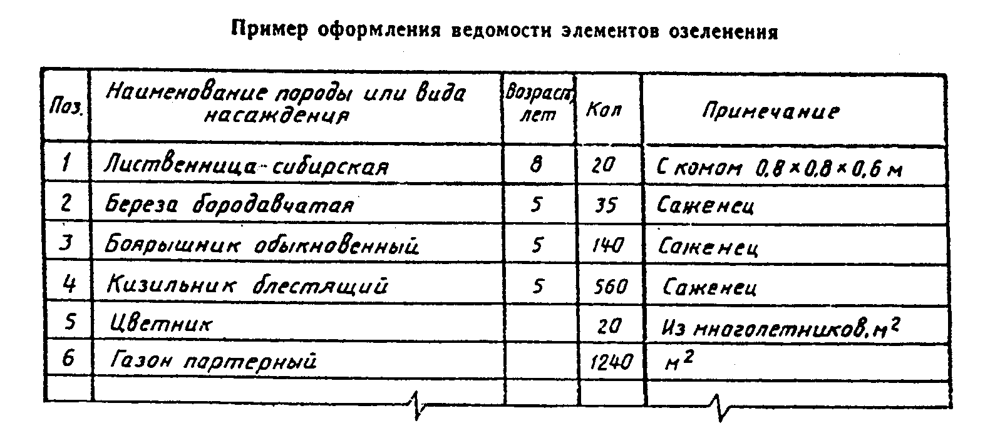 Пример оформления ведомости элементов озеленения
Поз. Наименование породы или вида насаждения Возраст, лет Кол Примечание
1 Лиственница сибирская 8 20 С комом 0,8×0,8×0,6 м
2 Береза бородавчатая 5 35 Саженец
3 Боярышник обыкновенный 5 140 Саженец
4 Кизильник блестящий 5 560 Саженец
5 Цветник 20 Из многолетников, м²
6 Газон партерный 1240 м²